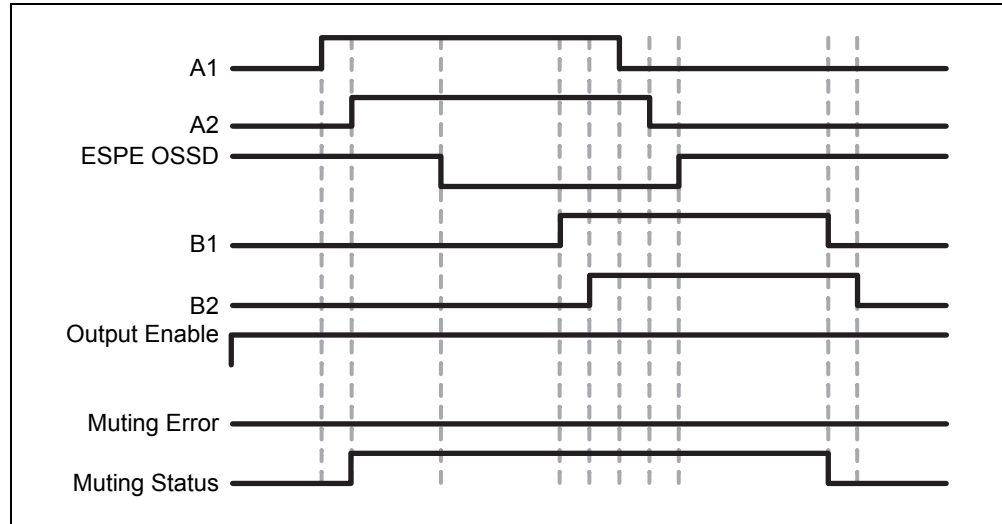 A1
A2
ESPE OSSD
B1
B2
Output Enable
Muting Error
Muting Status